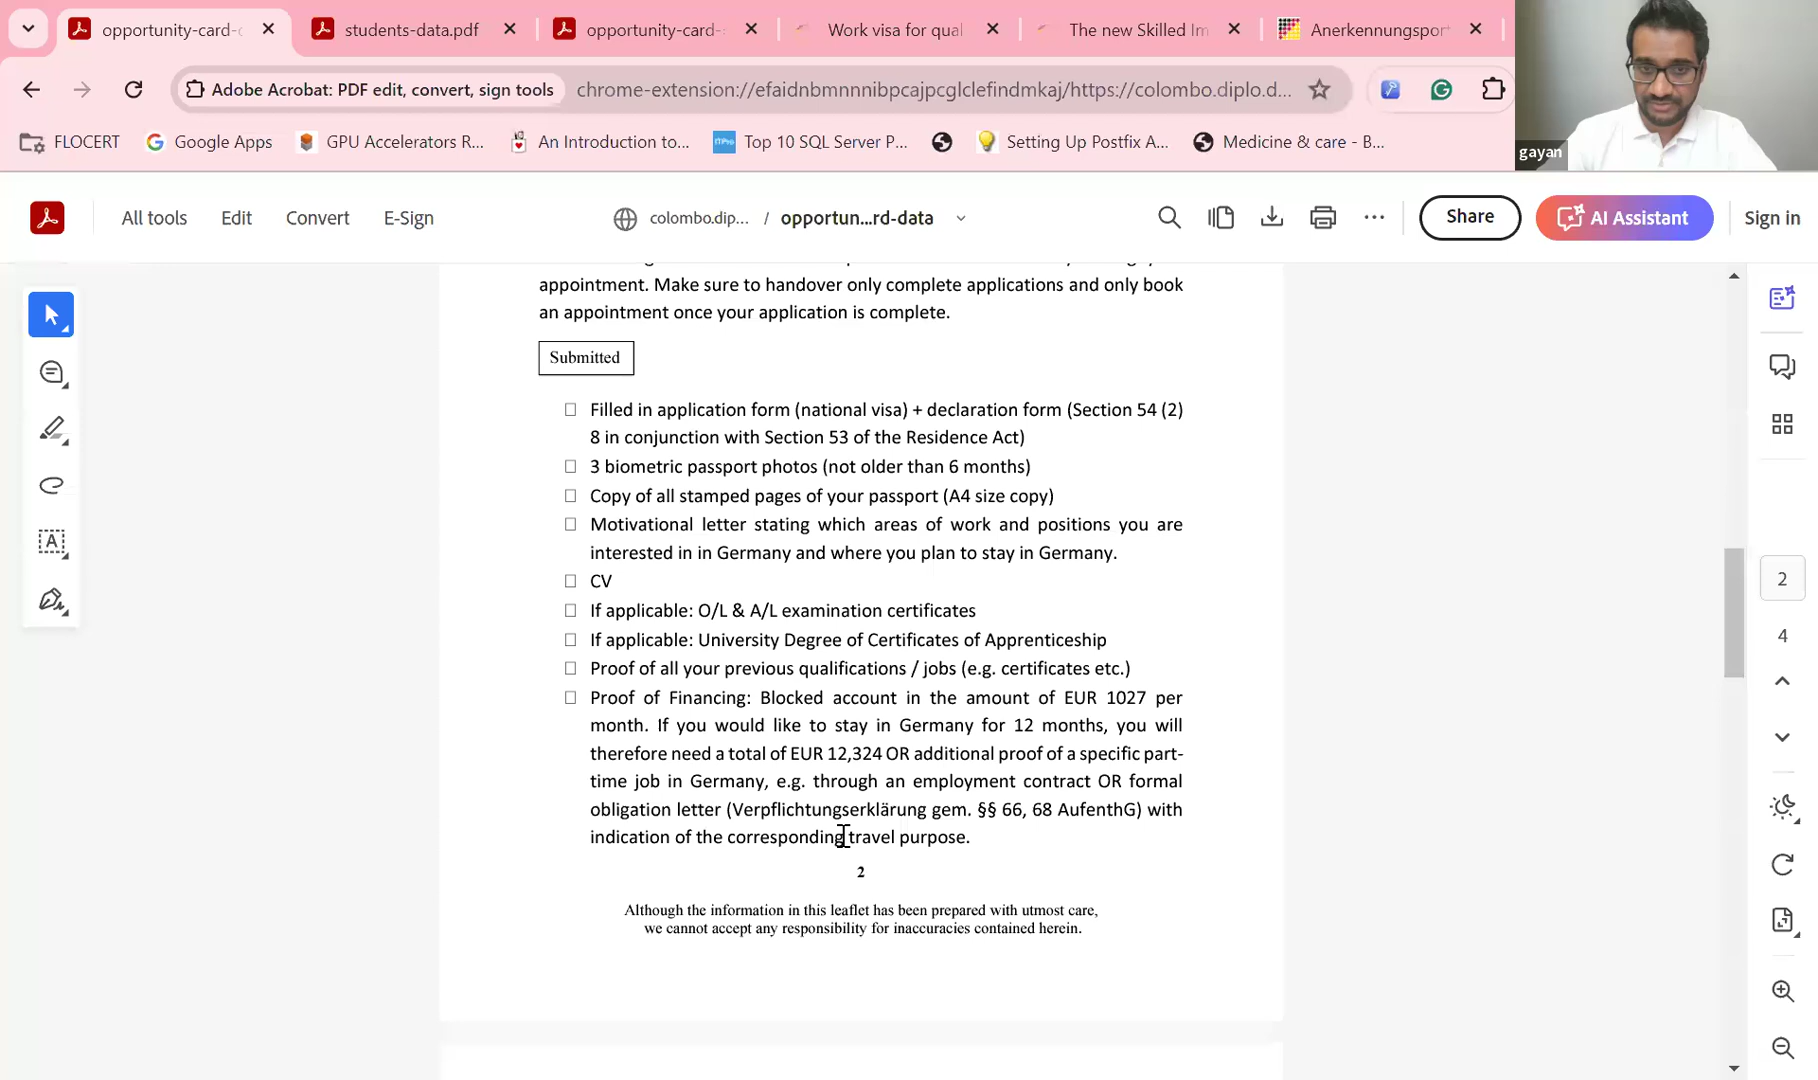 opportunity-card-c
students-data.pdf
opportunity-card-
Work visa for qual
The new Skilled Im
Anerkennungsport
Adobe Acrobat: PDF edit, convert, sign tools
chrome-extension://efaidnbmnnnibpcajpcglclefindmkaj/https://colombo.diplo.d...
FLOCERT
Google Apps
GPU Accelerators R...
An Introduction to...
ITPro
Top 10 SQL Server P...
Setting Up Postfix A...
Medicine & care - B...
gayan
All tools
Edit
Convert
E-Sign
colombo.dip... / opportun...rd-data
Share
AI Assistant
Sign in
appointment. Make sure to handover only complete applications and only book
an appointment once your application is complete.
Submitted
Filled in application form (national visa) + declaration form (Section 54 (2)
8 in conjunction with Section 53 of the Residence Act)
3 biometric passport photos (not older than 6 months)
Copy of all stamped pages of your passport (A4 size copy)
Motivational letter stating which areas of work and positions you are
interested in in Germany and where you plan to stay in Germany.
CV
If applicable: O/L & A/L examination certificates
If applicable: University Degree of Certificates of Apprenticeship
Proof of all your previous qualifications / jobs (e.g. certificates etc.)
Proof of Financing: Blocked account in the amount of EUR 1027 per
month. If you would like to stay in Germany for 12 months, you will
therefore need a total of EUR 12,324 OR additional proof of a specific part-
time job in Germany, e.g. through an employment contract OR formal
obligation letter (Verpflichtungserklärung gem. §§ 66, 68 AufenthG) with
indication of the corresponding travel purpose.
2
Although the information in this leaflet has been prepared with utmost care,
we cannot accept any responsibility for inaccuracies contained herein.
2
4